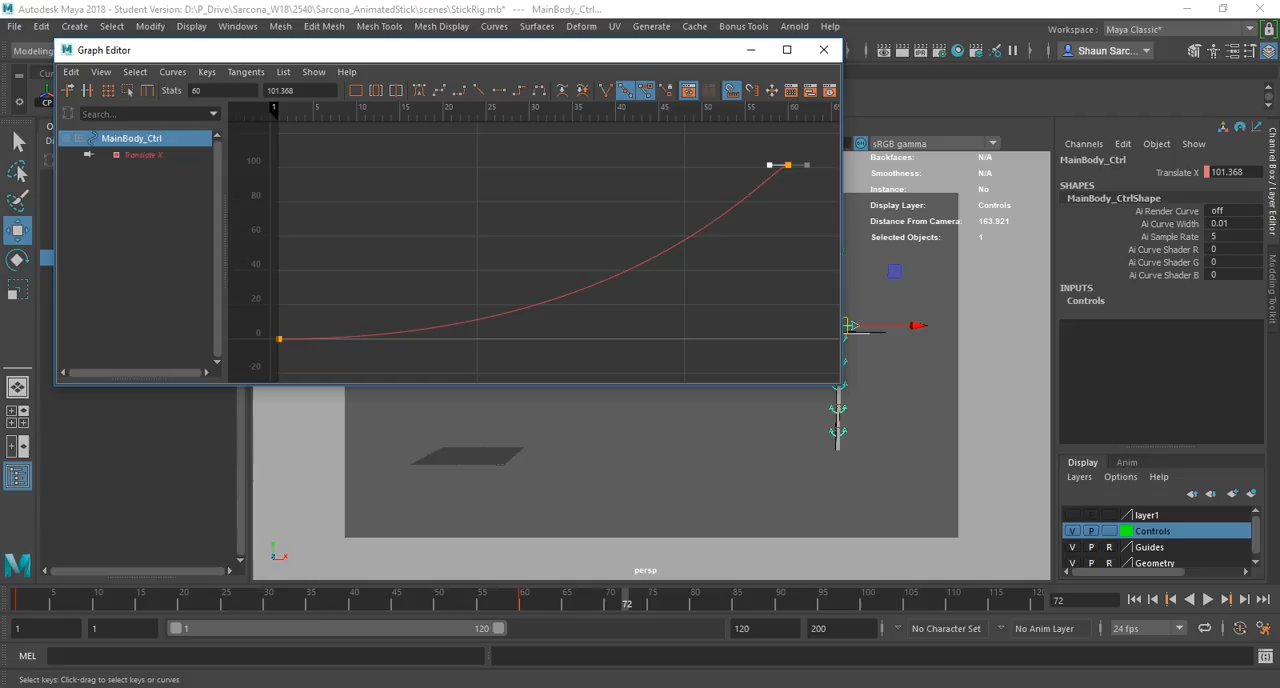 Autodesk Maya 2018 - Student Version: D:\P_Drive\Sarcona_W18\2540\Sarcona_AnimatedStick\scenes\StickRig.mb* --- MainBody_Ctrl...
File Edit Create Select Modify Display Windows Mesh Edit Mesh Mesh Tools Mesh Display Curves Surfaces Deform UV Generate Cache Bonus Tools Arnold Help
Workspace : Maya Classic*
Modeling
Shaun Sarc...
Graph Editor
Edit View Select Curves Keys Tangents List Show Help
Stats 60 101.368
Search...
1 5 10 15 20 25 30 35 40 45 50 55 60
MainBody_Ctrl
Translate X
100
80
60
40
20
0
-20
sRGB gamma
Backfaces: N/A
Smoothness: N/A
Instance: No
Display Layer: Controls
Distance From Camera: 163.921
Selected Objects: 1
persp
Channels Edit Object Show
MainBody_Ctrl
Translate X 101.368
SHAPES
MainBody_CtrlShape
Ai Render Curve off
Ai Curve Width 0.01
Ai Sample Rate 5
Ai Curve Shader R 0
Ai Curve Shader G 0
Ai Curve Shader B 0
INPUTS
Controls
Channel Box / Layer Editor
Modeling Toolkit
Display Anim
Layers Options Help
layer1
V P Controls
V P R Guides
V P R Geometry
5 10 15 20 25 30 35 40 45 50 55 60 65 70 75 80 85 90 95 100 105 110 115 120
72
72
1 1 1 120 120 200 No Character Set No Anim Layer 24 fps
MEL
Select keys: Click-drag to select keys or curves